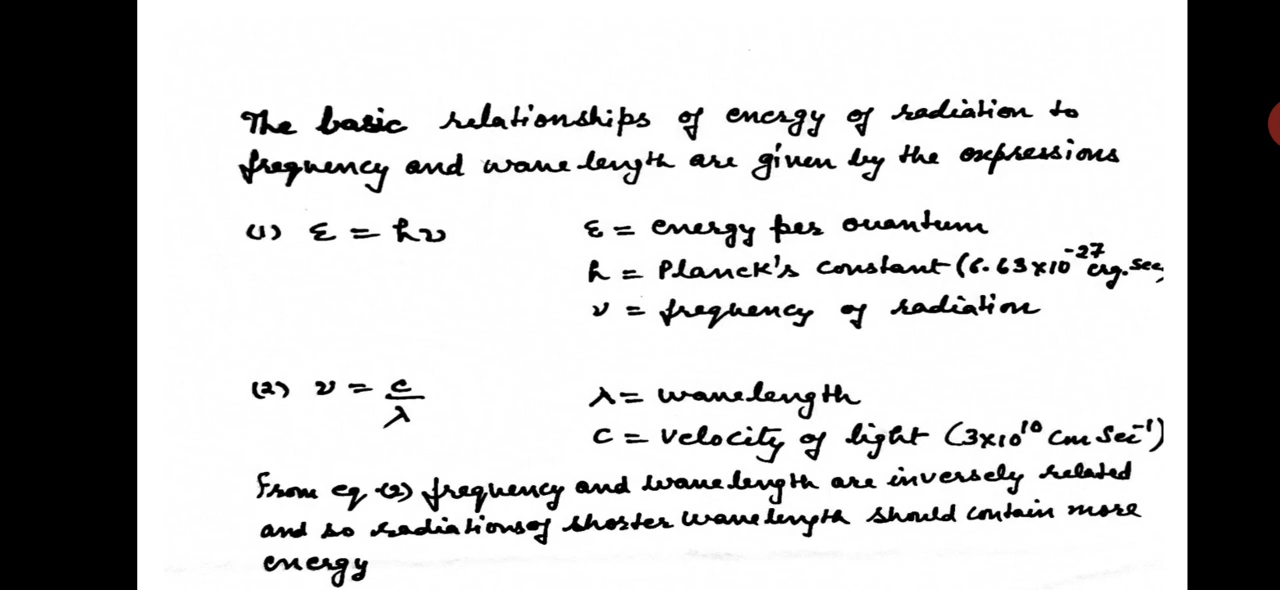 The basic relationships of energy of radiation to
frequency and wavelength are given by the expressions
(1) ε = hν ε = energy per quantum
h = Planck's constant (6.63×10⁻²⁷ erg. sec,
ν = frequency of radiation
(2) ν = c/λ λ = wavelength
c = velocity of light (3×10¹⁰ cm sec⁻¹)
From eq (2) frequency and wavelength are inversely related
and so radiations of shorter wavelength should contain more
energy